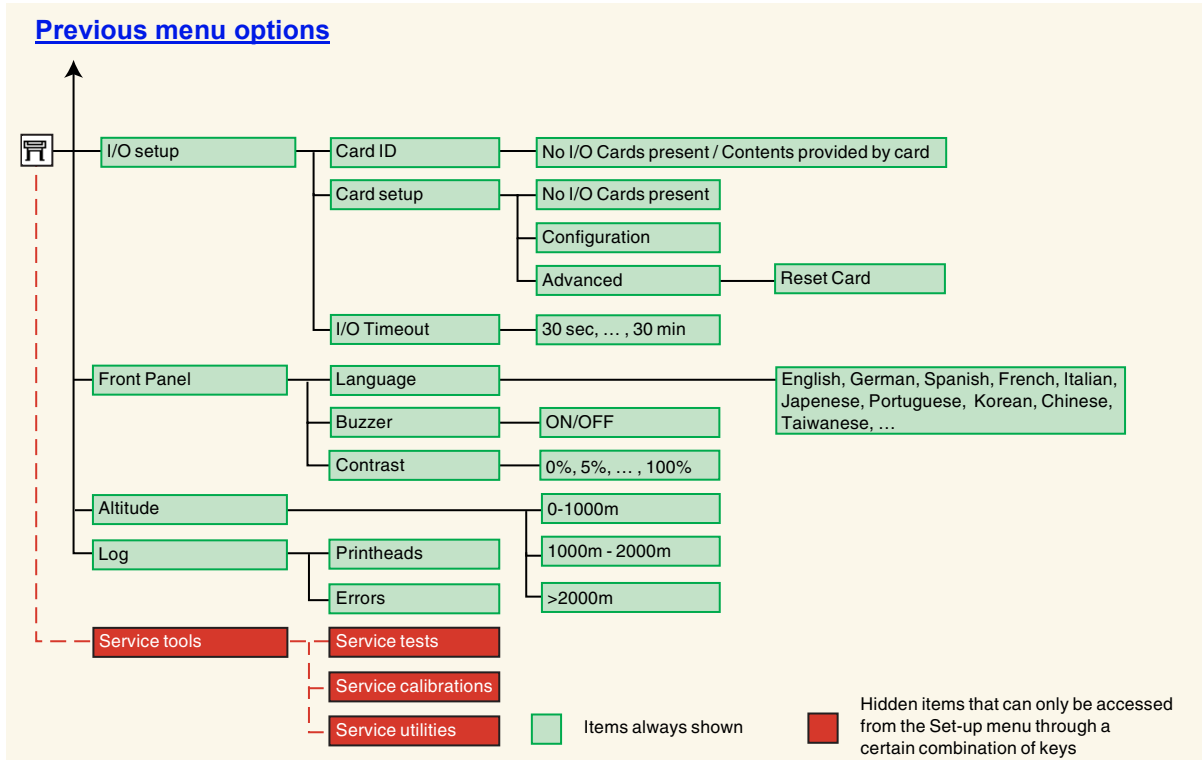 Previous menu options
I/O setup
Card ID
No I/O Cards present / Contents provided by card
Card setup
No I/O Cards present
Configuration
Advanced
Reset Card
I/O Timeout
30 sec, … , 30 min
Front Panel
Language
English, German, Spanish, French, Italian,
Japenese, Portuguese, Korean, Chinese,
Taiwanese, …
Buzzer
ON/OFF
Contrast
0%, 5%, … , 100%
Altitude
0-1000m
1000m - 2000m
>2000m
Log
Printheads
Errors
Service tools
Service tests
Service calibrations
Service utilities
Items always shown
Hidden items that can only be accessed
from the Set-up menu through a
certain combination of keys